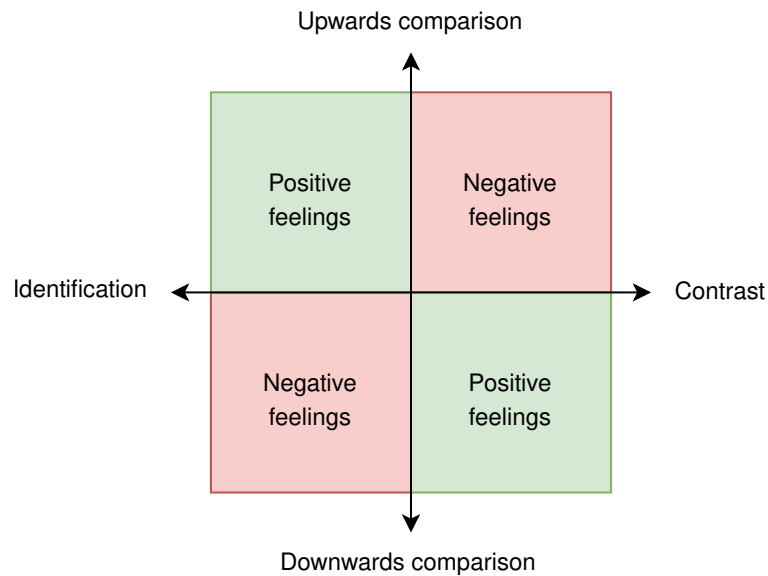 Upwards comparison
Positive
feelings
Negative
feelings
Identification
Contrast
Negative
feelings
Positive
feelings
Downwards comparison